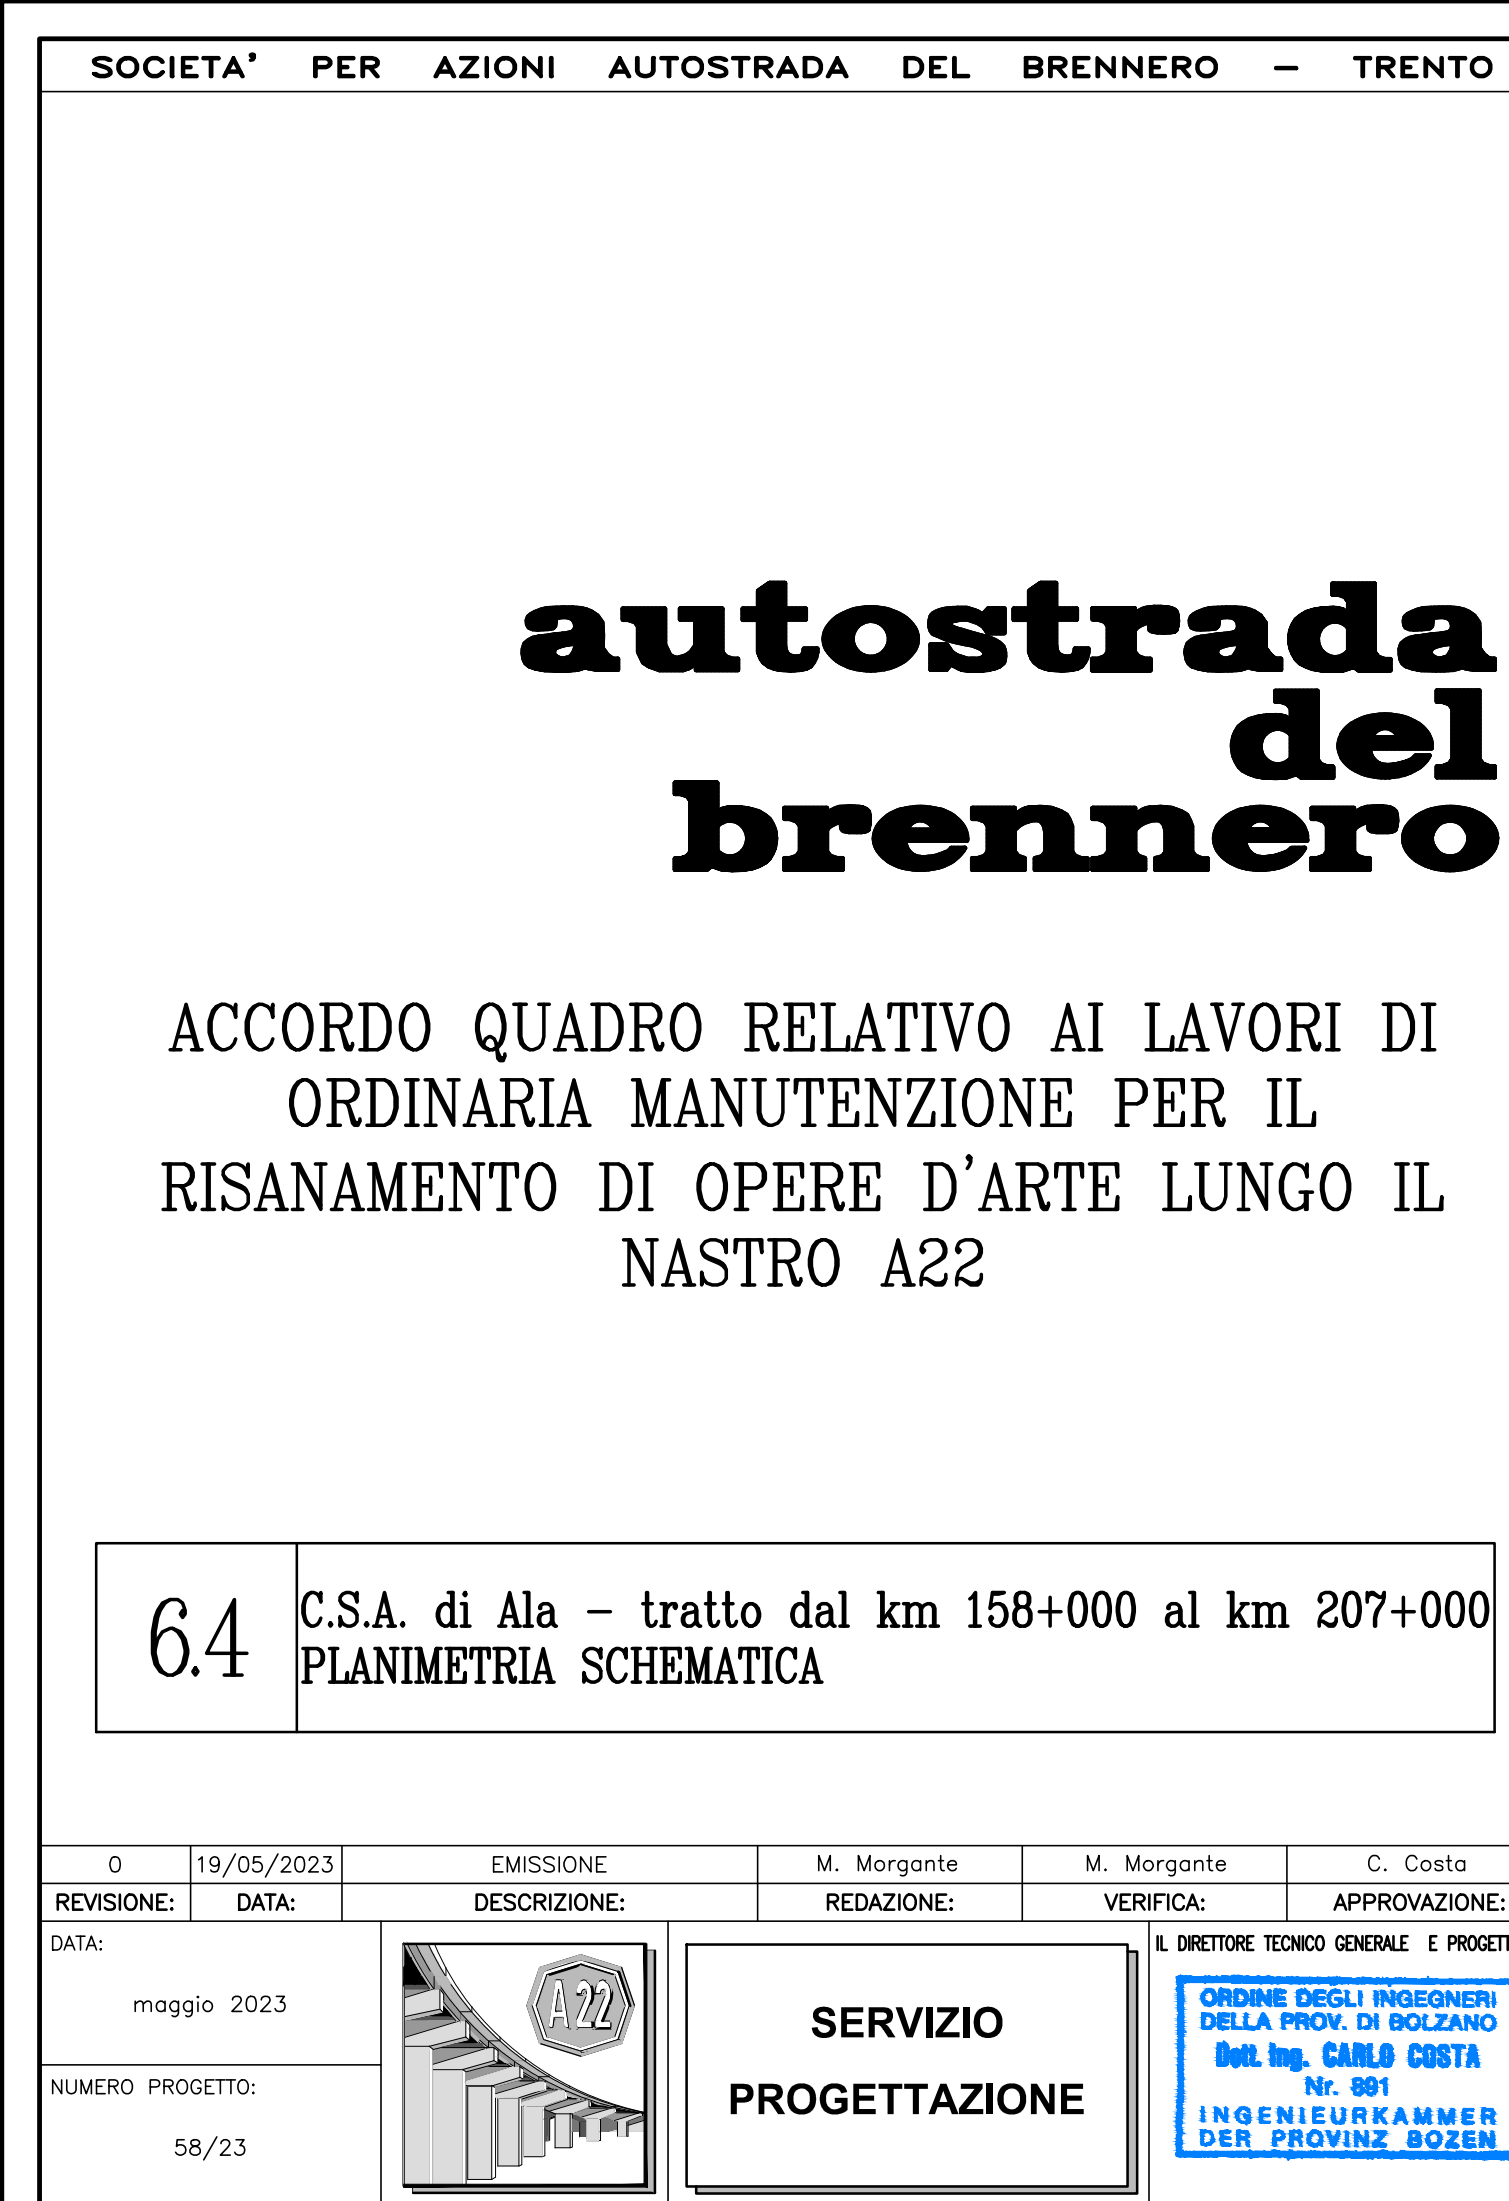 SOCIETA' PER AZIONI AUTOSTRADA DEL BRENNERO – TRENTO
autostrada
del
brennero
ACCORDO QUADRO RELATIVO AI LAVORI DI
ORDINARIA MANUTENZIONE PER IL
RISANAMENTO DI OPERE D'ARTE LUNGO IL
NASTRO A22
6.4
C.S.A. di Ala – tratto dal km 158+000 al km 207+000
PLANIMETRIA SCHEMATICA
0 19/05/2023 EMISSIONE M. Morgante M. Morgante C. Costa
REVISIONE: DATA: DESCRIZIONE: REDAZIONE: VERIFICA: APPROVAZIONE:
DATA:
maggio 2023
NUMERO PROGETTO:
58/23
A22
SERVIZIO
PROGETTAZIONE
IL DIRETTORE TECNICO GENERALE E
ORDINE DEGLI INGEGNERI
DELLA PROV. DI BOLZANO
Dott. Ing. CARLO COSTA
Nr. 891
INGENIEURKAMMER
DER PROVINZ BOZEN